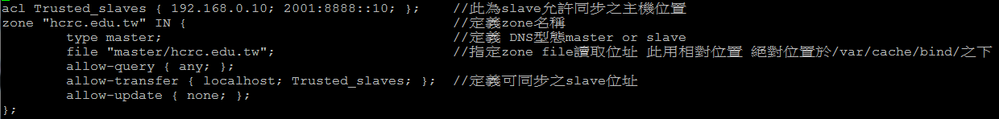 acl Trusted_slaves { 192.168.0.10; 2001:8888::10; };    //此為slave允許同步之主機位置
zone "hcrc.edu.tw" IN {                                 //定義zone名稱
        type master;                                    //定義 DNS型態master or slave
        file "master/hcrc.edu.tw";                      //指定zone file讀取位址 此用相對位置 絕對位置於/var/cache/bind/之下
        allow-query { any; };
        allow-transfer { localhost; Trusted_slaves; };  //定義可同步之slave位址
        allow-update { none; };
};